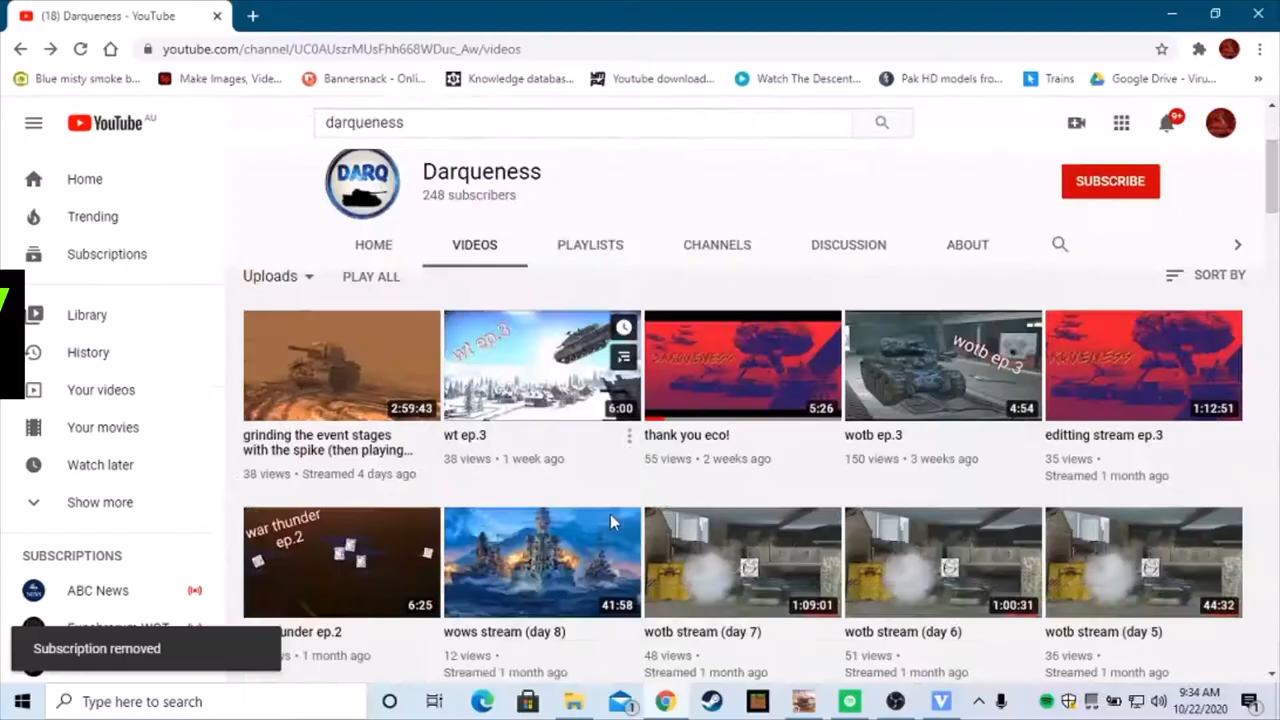 (18) Darqueness - YouTube
youtube.com/channel/UC0AUszrMUsFhh668WDuc_Aw/videos
Blue misty smoke b...
Make Images, Vide...
Bannersnack - Onli...
Knowledge databas...
Youtube download...
Watch The Descent...
Pak HD models fro...
Trains
Google Drive - Viru...
YouTube AU
darqueness
9+
Home
Trending
Subscriptions
Library
History
Your videos
Your movies
Watch later
Show more
SUBSCRIPTIONS
ABC News
Subscription removed
DARQ
Darqueness
248 subscribers
SUBSCRIBE
HOME
VIDEOS
PLAYLISTS
CHANNELS
DISCUSSION
ABOUT
Uploads
PLAY ALL
SORT BY
2:59:43
wt ep.3
6:00
DARQUENESS
5:26
wotb ep.3
4:54
1:12:51
grinding the event stages
with the spike (then playing...
38 views • Streamed 4 days ago
wt ep.3
38 views • 1 week ago
thank you eco!
55 views • 2 weeks ago
wotb ep.3
150 views • 3 weeks ago
editting stream ep.3
35 views •
Streamed 1 month ago
war thunder
ep.2
6:25
41:58
1:09:01
1:00:31
44:32
under ep.2
1 month ago
wows stream (day 8)
12 views •
Streamed 1 month ago
wotb stream (day 7)
48 views •
Streamed 1 month ago
wotb stream (day 6)
51 views •
Streamed 1 month ago
wotb stream (day 5)
36 views •
Streamed 1 month ago
Type here to search
9:34 AM
10/22/2020